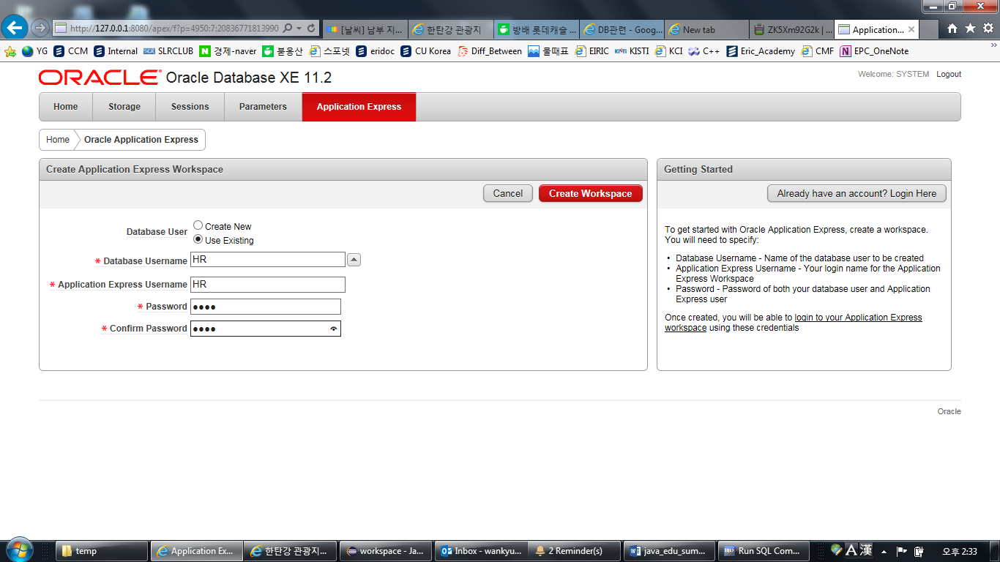 http://127.0.0.1:8080/apex/f?p=4950:7:20836771813990
[날씨] 남부 지...
한탄강 관광지
방배 롯데캐슬 ...
DB관련 - Goog...
New tab
ZK5Xm92G2k | ...
Application...
YG
CCM
Internal
SLRCLUB
경제-naver
붇옹산
스포넷
eridoc
CU Korea
Diff_Between
물때표
EIRIC
KISTI
KCI
C++
Eric_Academy
CMF
EPC_OneNote
ORACLE Oracle Database XE 11.2
Welcome: SYSTEM Logout
Home
Storage
Sessions
Parameters
Application Express
Home
Oracle Application Express
Create Application Express Workspace
Cancel
Create Workspace
Database User
Create New
Use Existing
* Database Username HR
* Application Express Username HR
* Password ●●●●
* Confirm Password ●●●●
Getting Started
Already have an account? Login Here
To get started with Oracle Application Express, create a workspace.
You will need to specify:
• Database Username - Name of the database user to be created
• Application Express Username - Your login name for the Application
Express Workspace
• Password - Password of both your database user and Application
Express user
Once created, you will be able to login to your Application Express
workspace using these credentials
Oracle
temp
Application Ex...
한탄강 관광지...
workspace - Ja...
Inbox - wankyu...
2 Reminder(s)
java_edu_sum...
Run SQL Com...
A 漢
오후 2:33